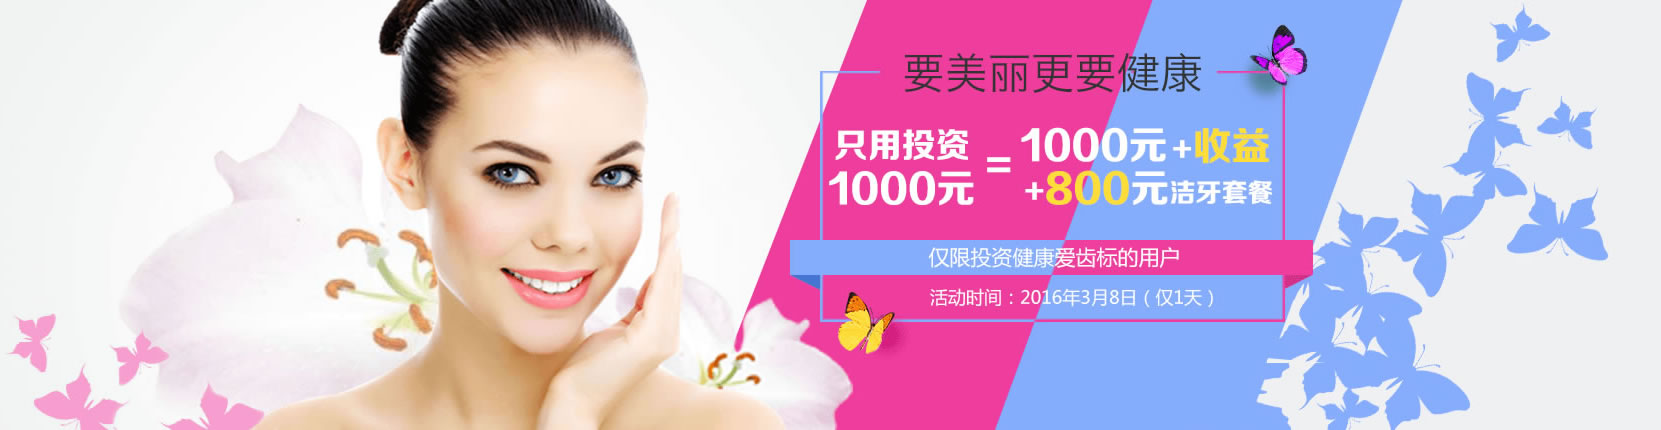 要美丽更要健康
只用投资
1000元
=
1000元+收益
+800元洁牙套餐
仅限投资健康爱齿标的用户
活动时间：2016年3月8日（仅1天）